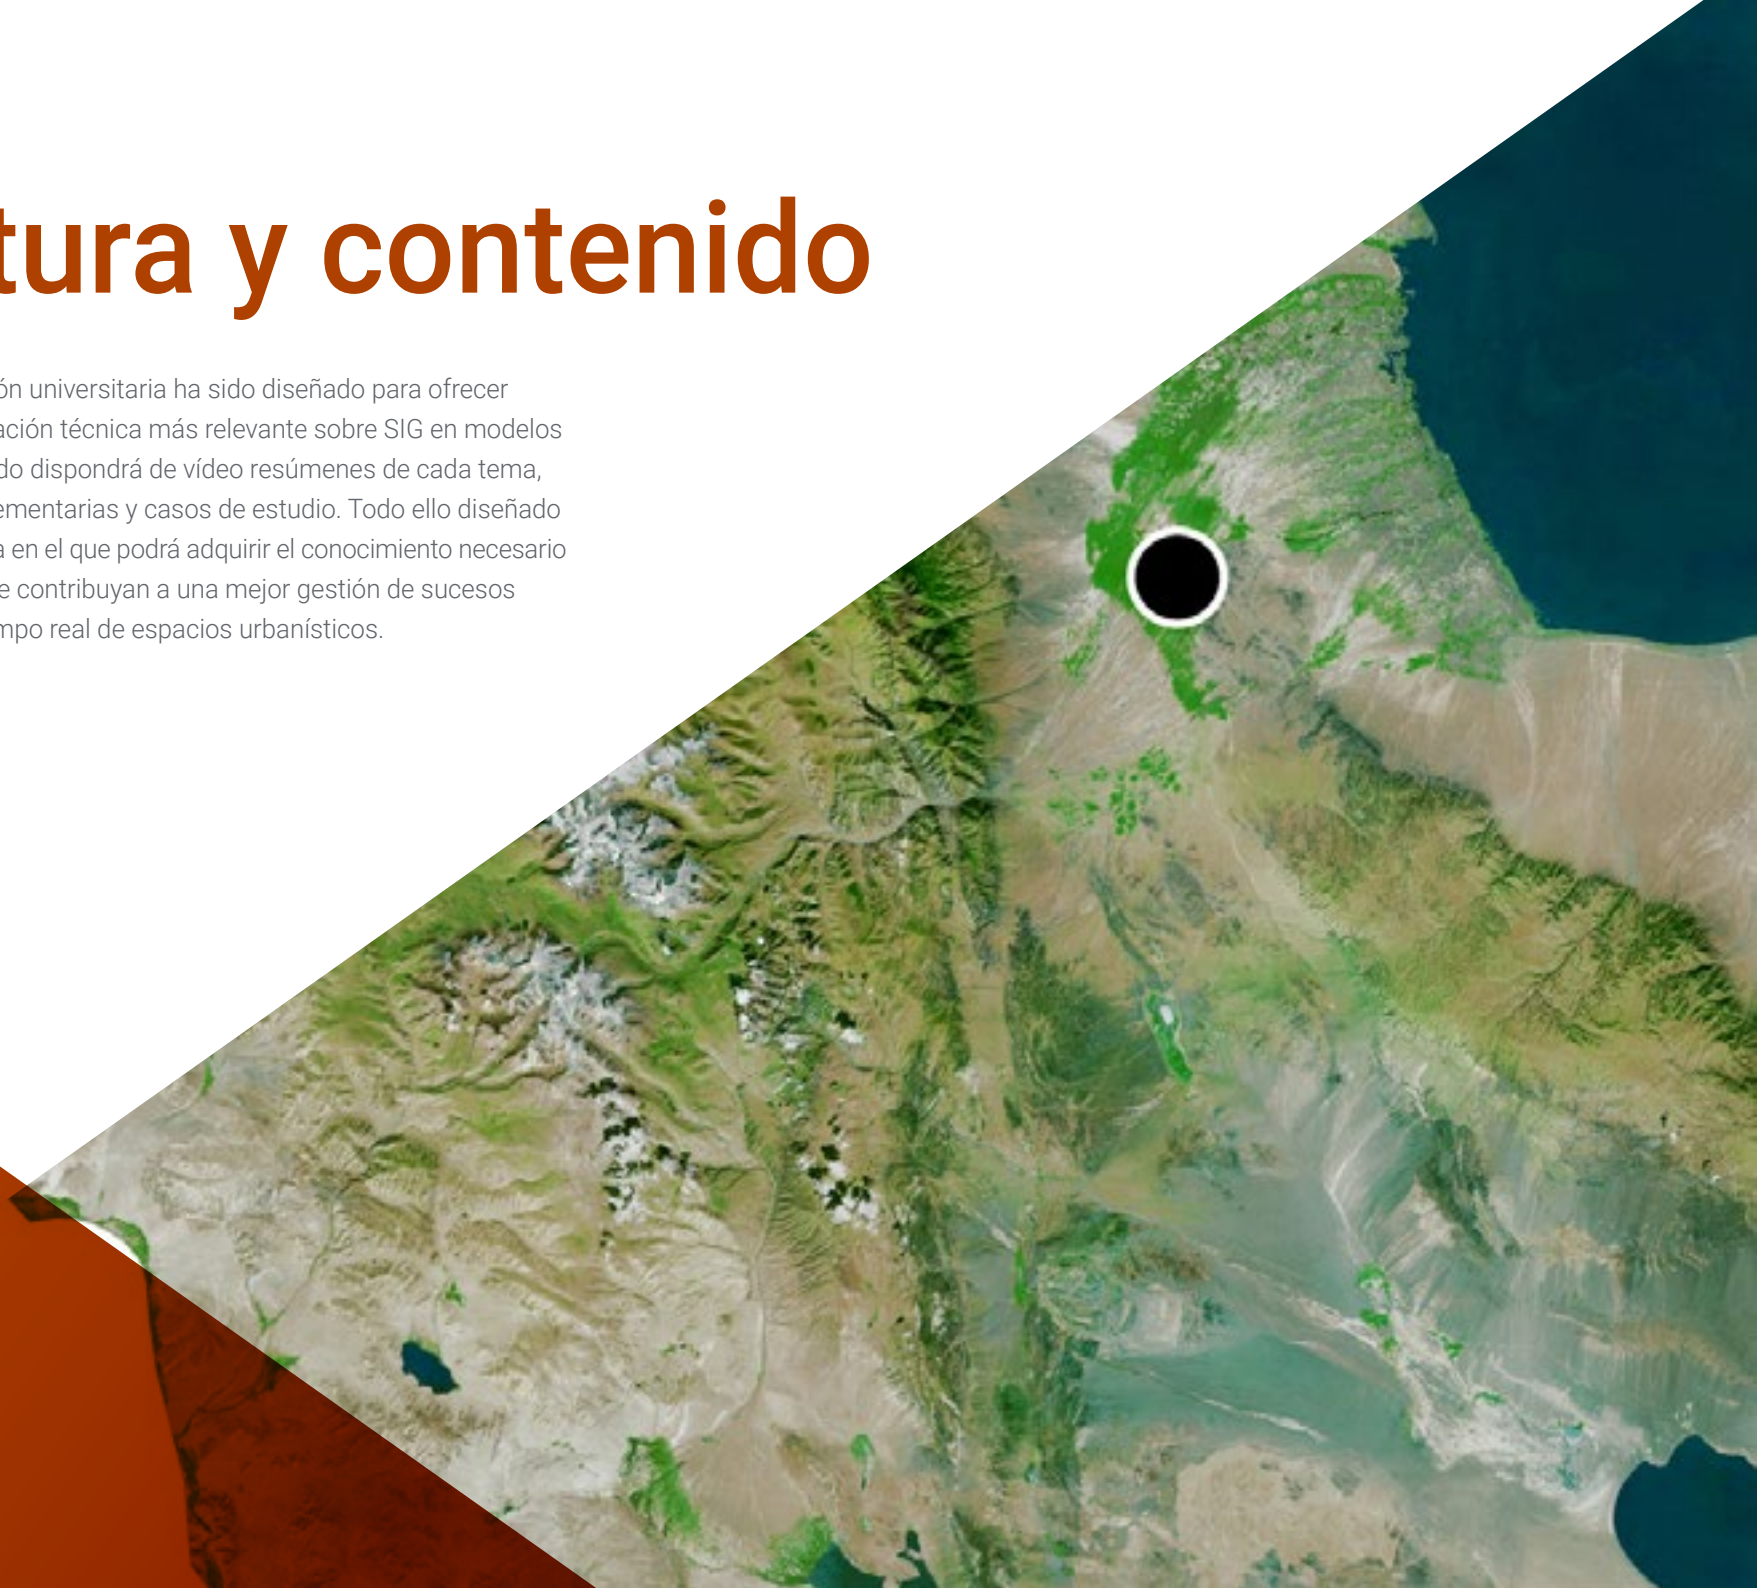 tura y contenido
ón universitaria ha sido diseñado para ofrecer
ación técnica más relevante sobre SIG en modelos
do dispondrá de vídeo resúmenes de cada tema,
ementarias y casos de estudio. Todo ello diseñado
a en el que podrá adquirir el conocimiento necesario
e contribuyan a una mejor gestión de sucesos
mpo real de espacios urbanísticos.